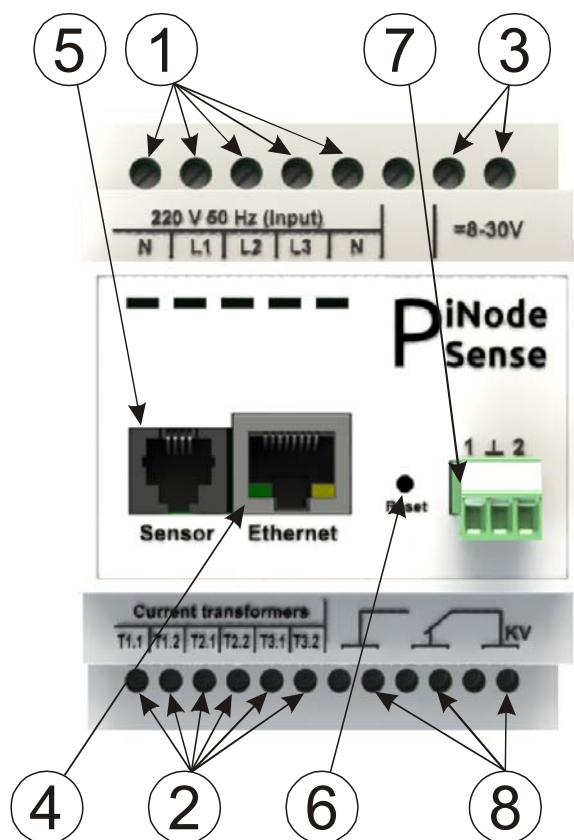 5 1 7 3
220 V 50 Hz (Input)
=8-30V
N L1 L2 L3 N
PiNode
Sense
1 ⊥ 2
Sensor Ethernet Reset
Current transformers
T1.1 T1.2 T2.1 T2.2 T3.1 T3.2 KV
4 2 6 8